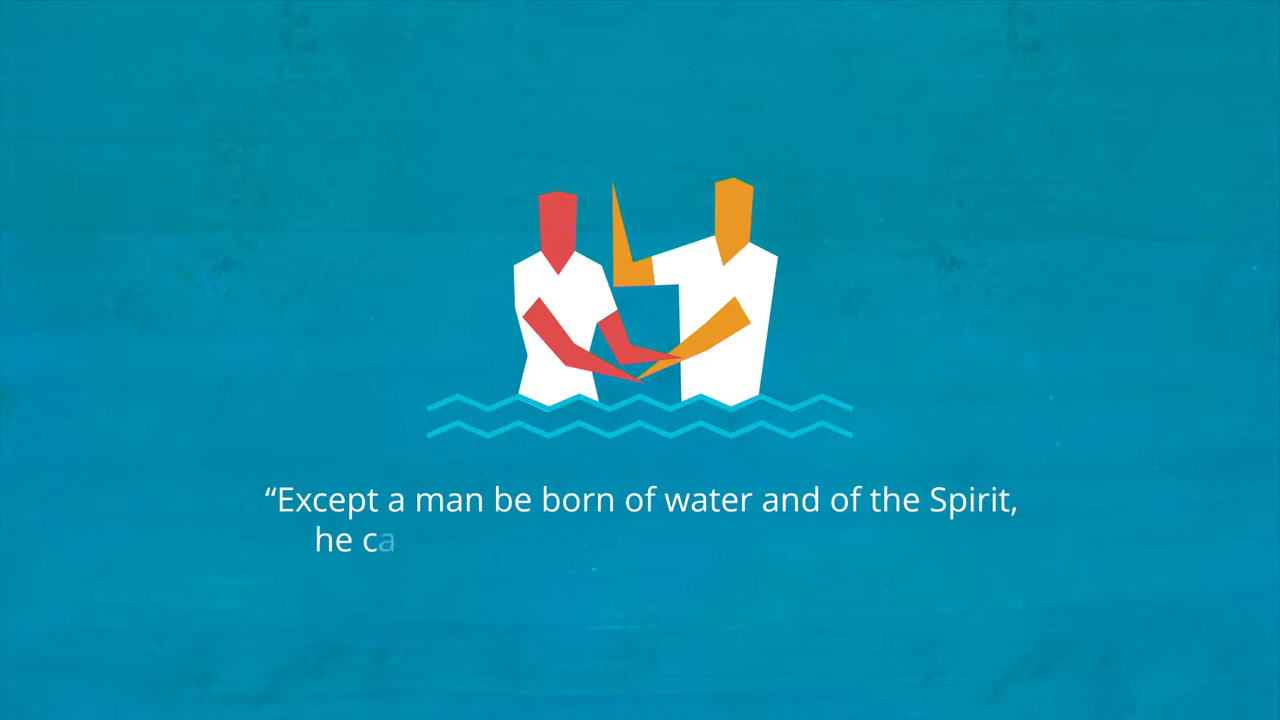 “Except a man be born of water and of the Spirit,
he ca